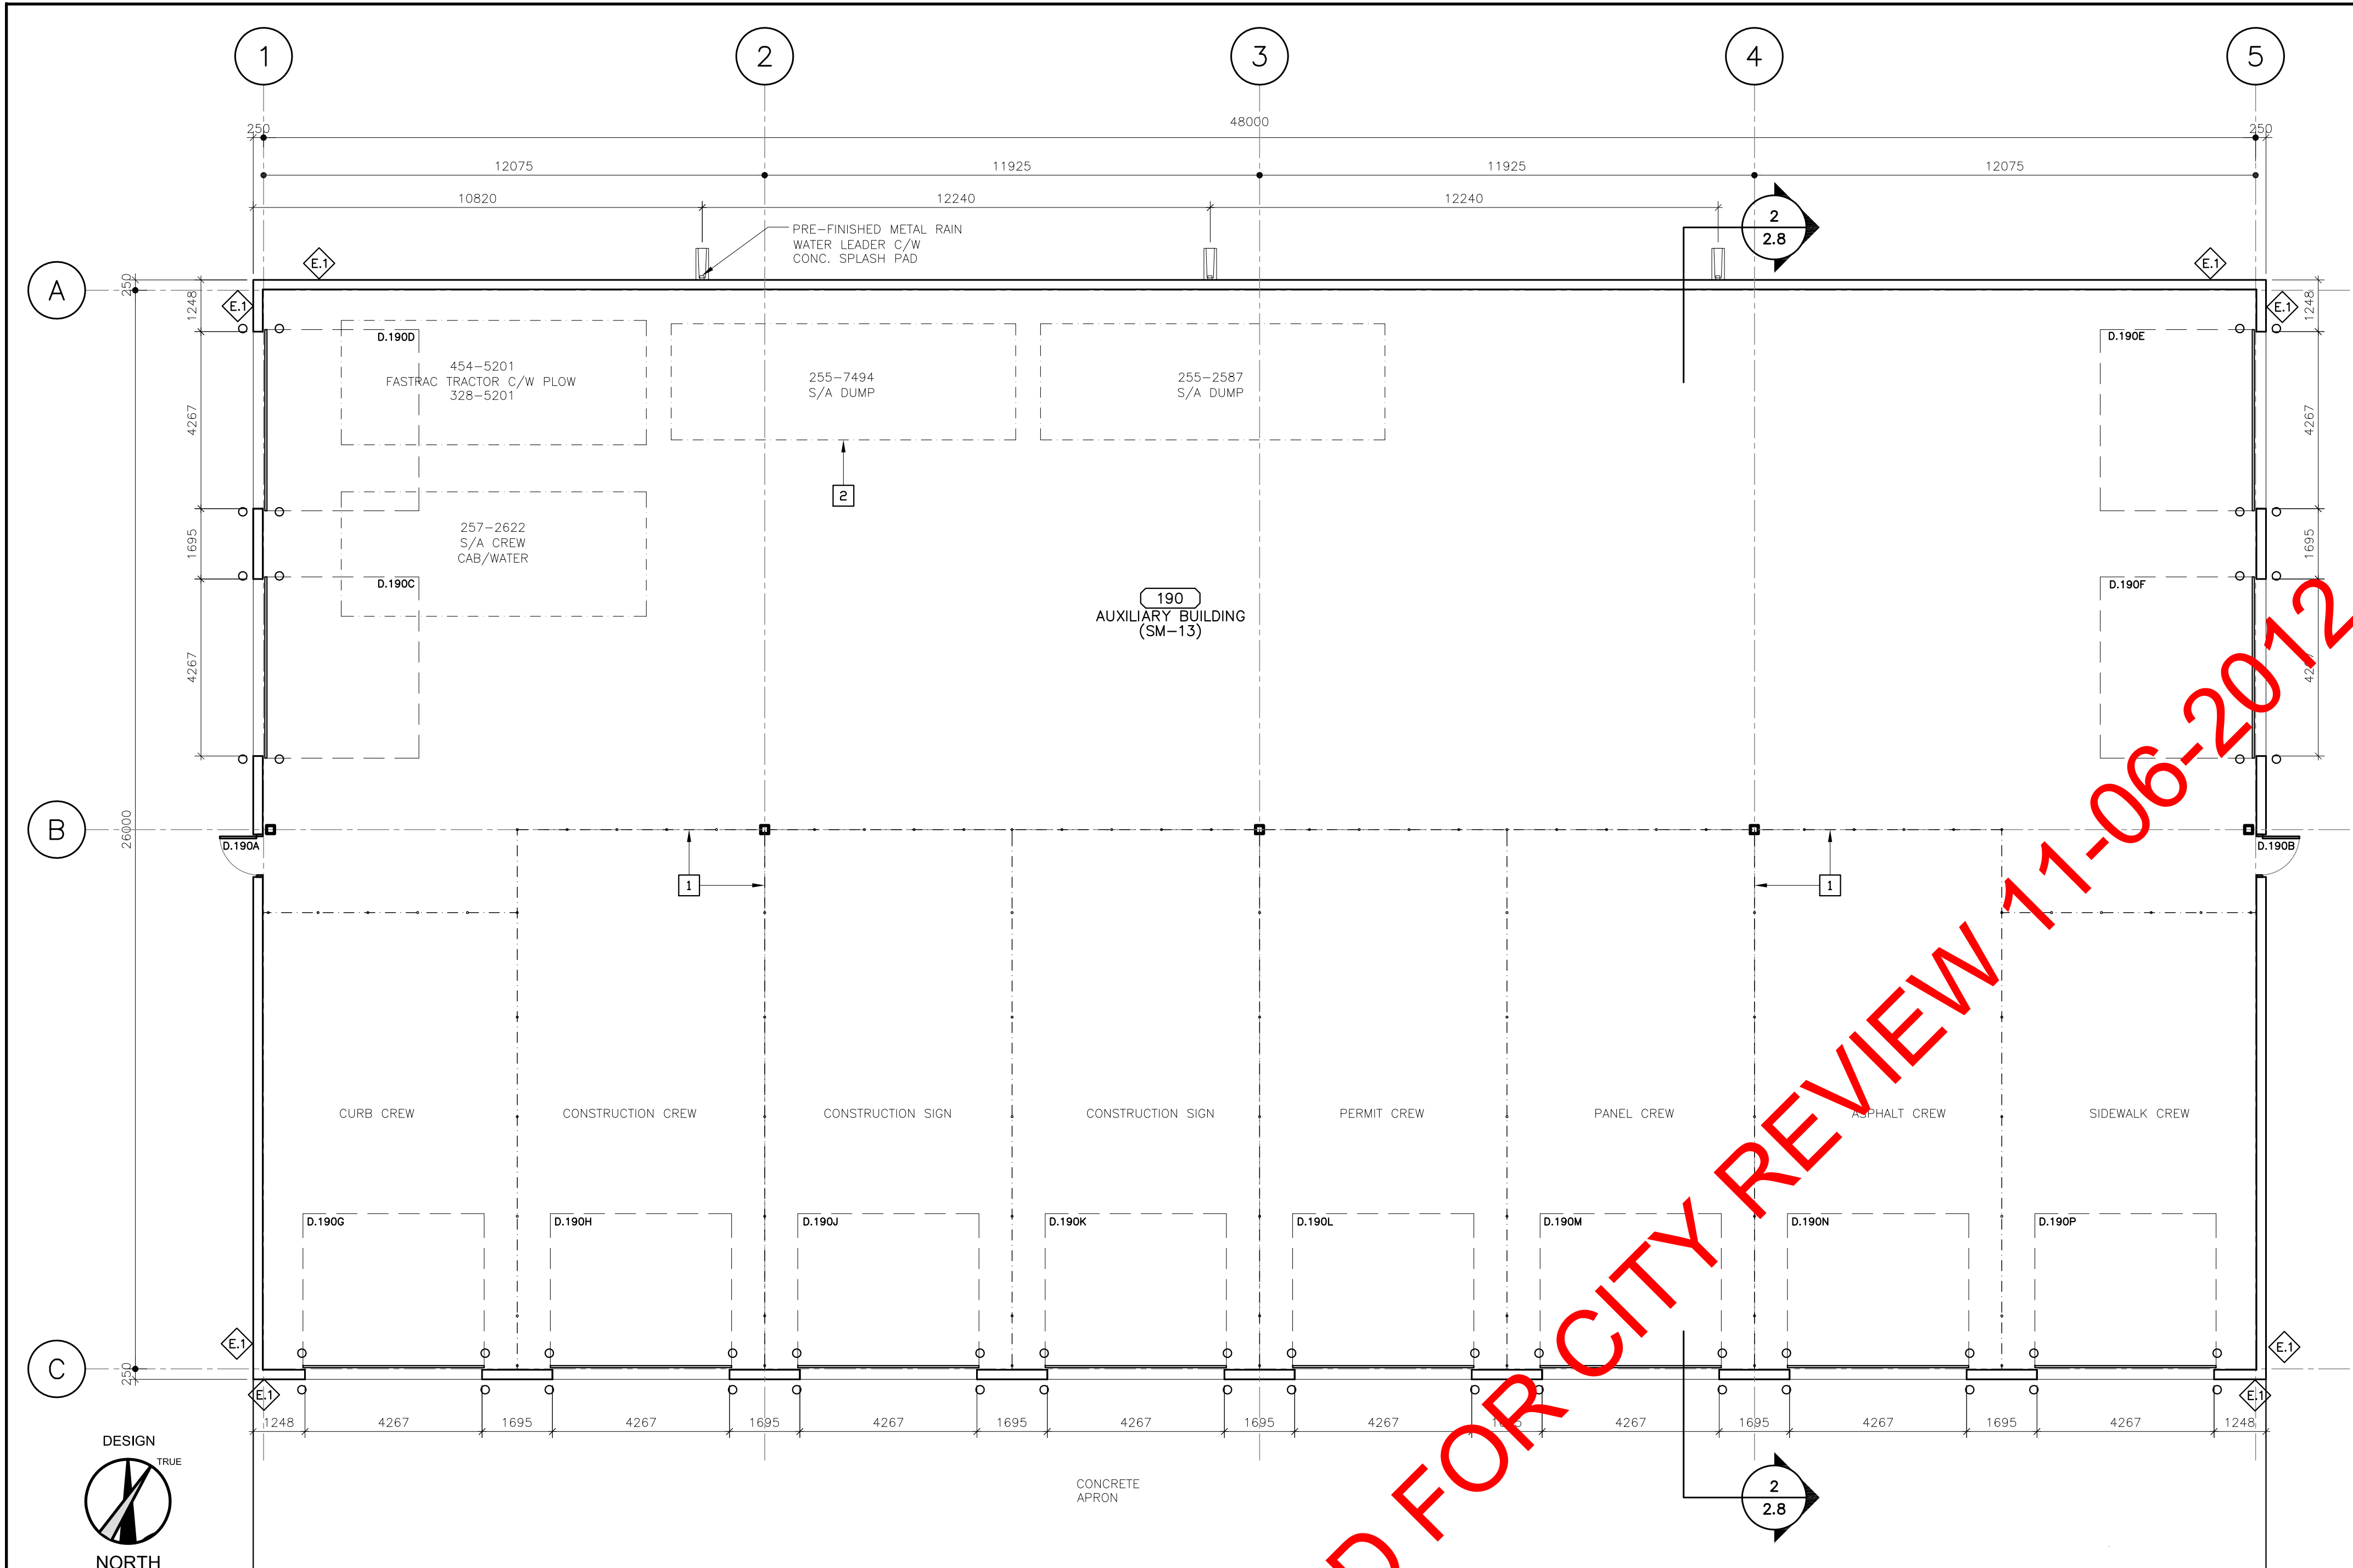 1
2
3
4
5
250
48000
250
12075
11925
11925
12075
10820
12240
12240
2
2.8
PRE-FINISHED METAL RAIN
WATER LEADER C/W
CONC. SPLASH PAD
E.1
E.1
A
250
1248
E.1
E.1
1248
D.190D
454-5201
FASTRAC TRACTOR C/W PLOW
328-5201
255-7494
S/A DUMP
255-2587
S/A DUMP
D.190E
4267
4267
2
257-2622
S/A CREW
CAB/WATER
1695
1695
D.190C
D.190F
190
AUXILIARY BUILDING
(SM-13)
4267
4267
B
26000
D.190A
D.190B
1
1
CURB CREW
CONSTRUCTION CREW
CONSTRUCTION SIGN
CONSTRUCTION SIGN
PERMIT CREW
PANEL CREW
ASPHALT CREW
SIDEWALK CREW
D.190G
D.190H
D.190J
D.190K
D.190L
D.190M
D.190N
D.190P
E.1
E.1
C
250
E.1
E.1
1248
4267
1695
4267
1695
4267
1695
4267
1695
4267
1695
4267
1695
4267
1695
4267
1248
DESIGN
TRUE
NORTH
CONCRETE
APRON
2
2.8
D FOR CITY REVIEW 11-06-2012